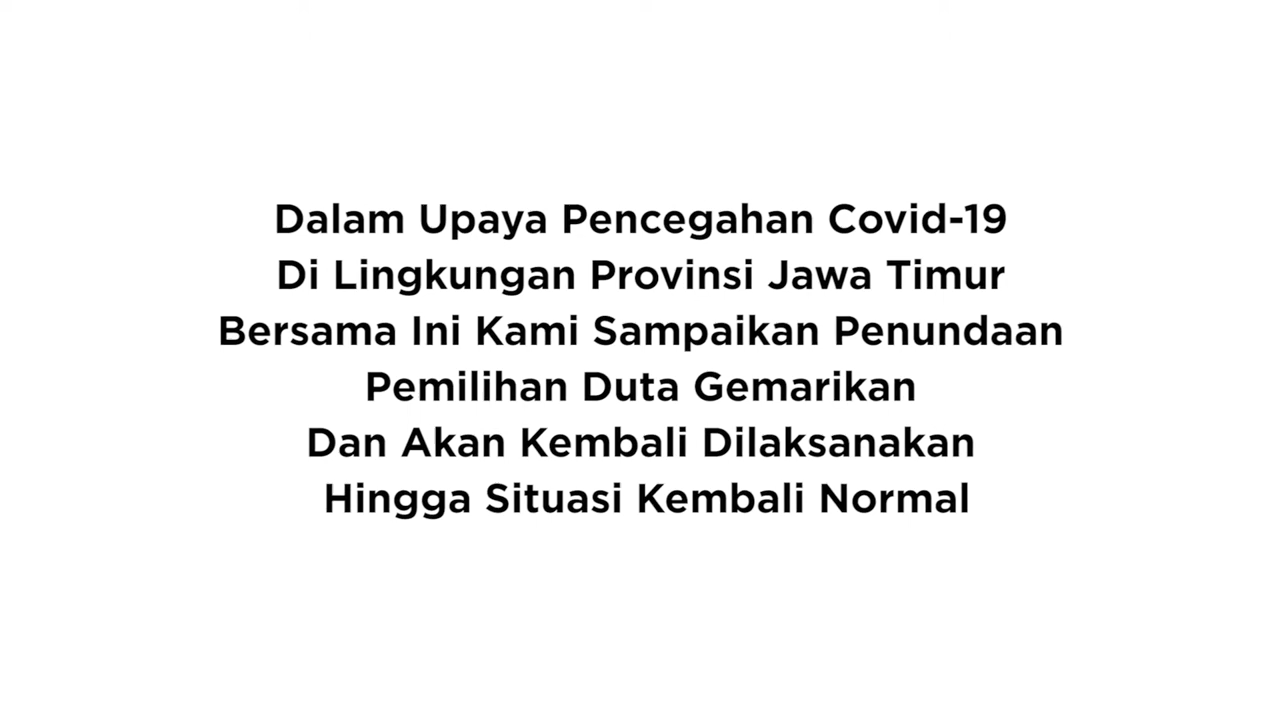 Dalam Upaya Pencegahan Covid-19
Di Lingkungan Provinsi Jawa Timur
Bersama Ini Kami Sampaikan Penundaan
Pemilihan Duta Gemarikan
Dan Akan Kembali Dilaksanakan
Hingga Situasi Kembali Normal